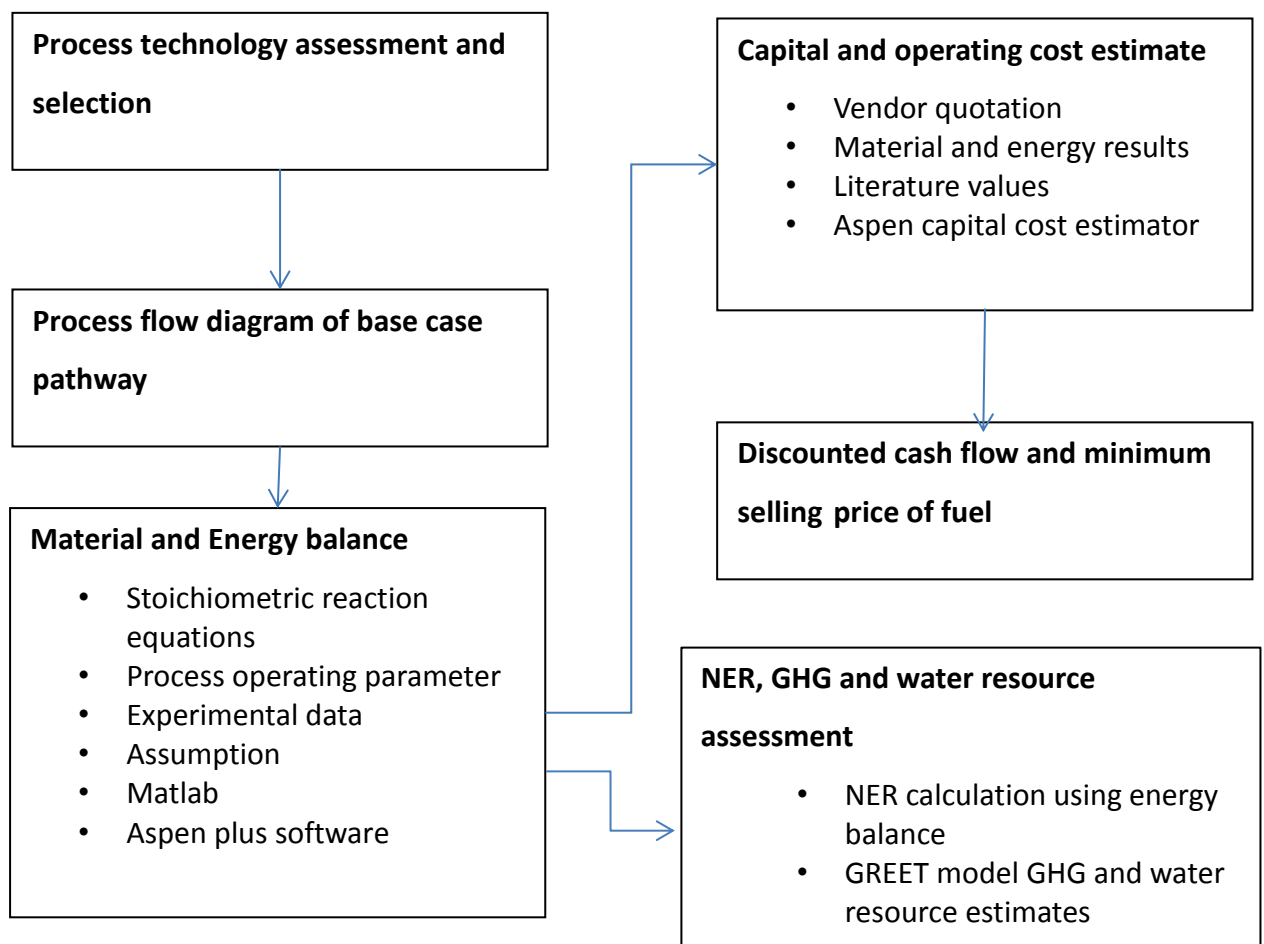 Process technology assessment and
selection
Process flow diagram of base case
pathway
Material and Energy balance
• Stoichiometric reaction
equations
• Process operating parameter
• Experimental data
• Assumption
• Matlab
• Aspen plus software
Capital and operating cost estimate
• Vendor quotation
• Material and energy results
• Literature values
• Aspen capital cost estimator
Discounted cash flow and minimum
selling price of fuel
NER, GHG and water resource
assessment
• NER calculation using energy
balance
• GREET model GHG and water
resource estimates